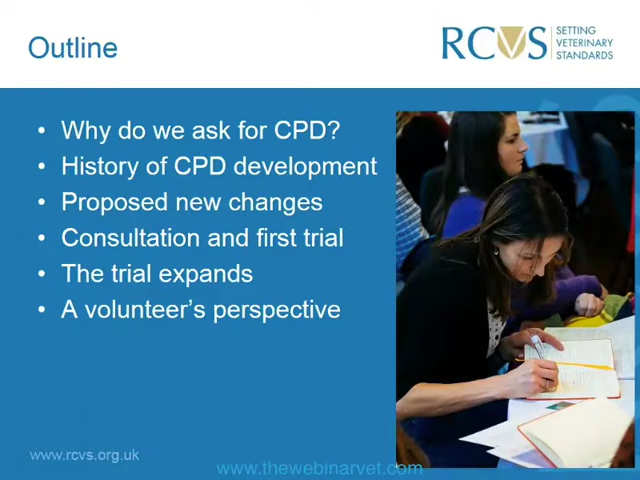 Outline
RCVS
SETTING
VETERINARY
STANDARDS
• Why do we ask for CPD?
• History of CPD development
• Proposed new changes
• Consultation and first trial
• The trial expands
• A volunteer’s perspective
www.rcvs.org.uk
www.thewebinarvet.com